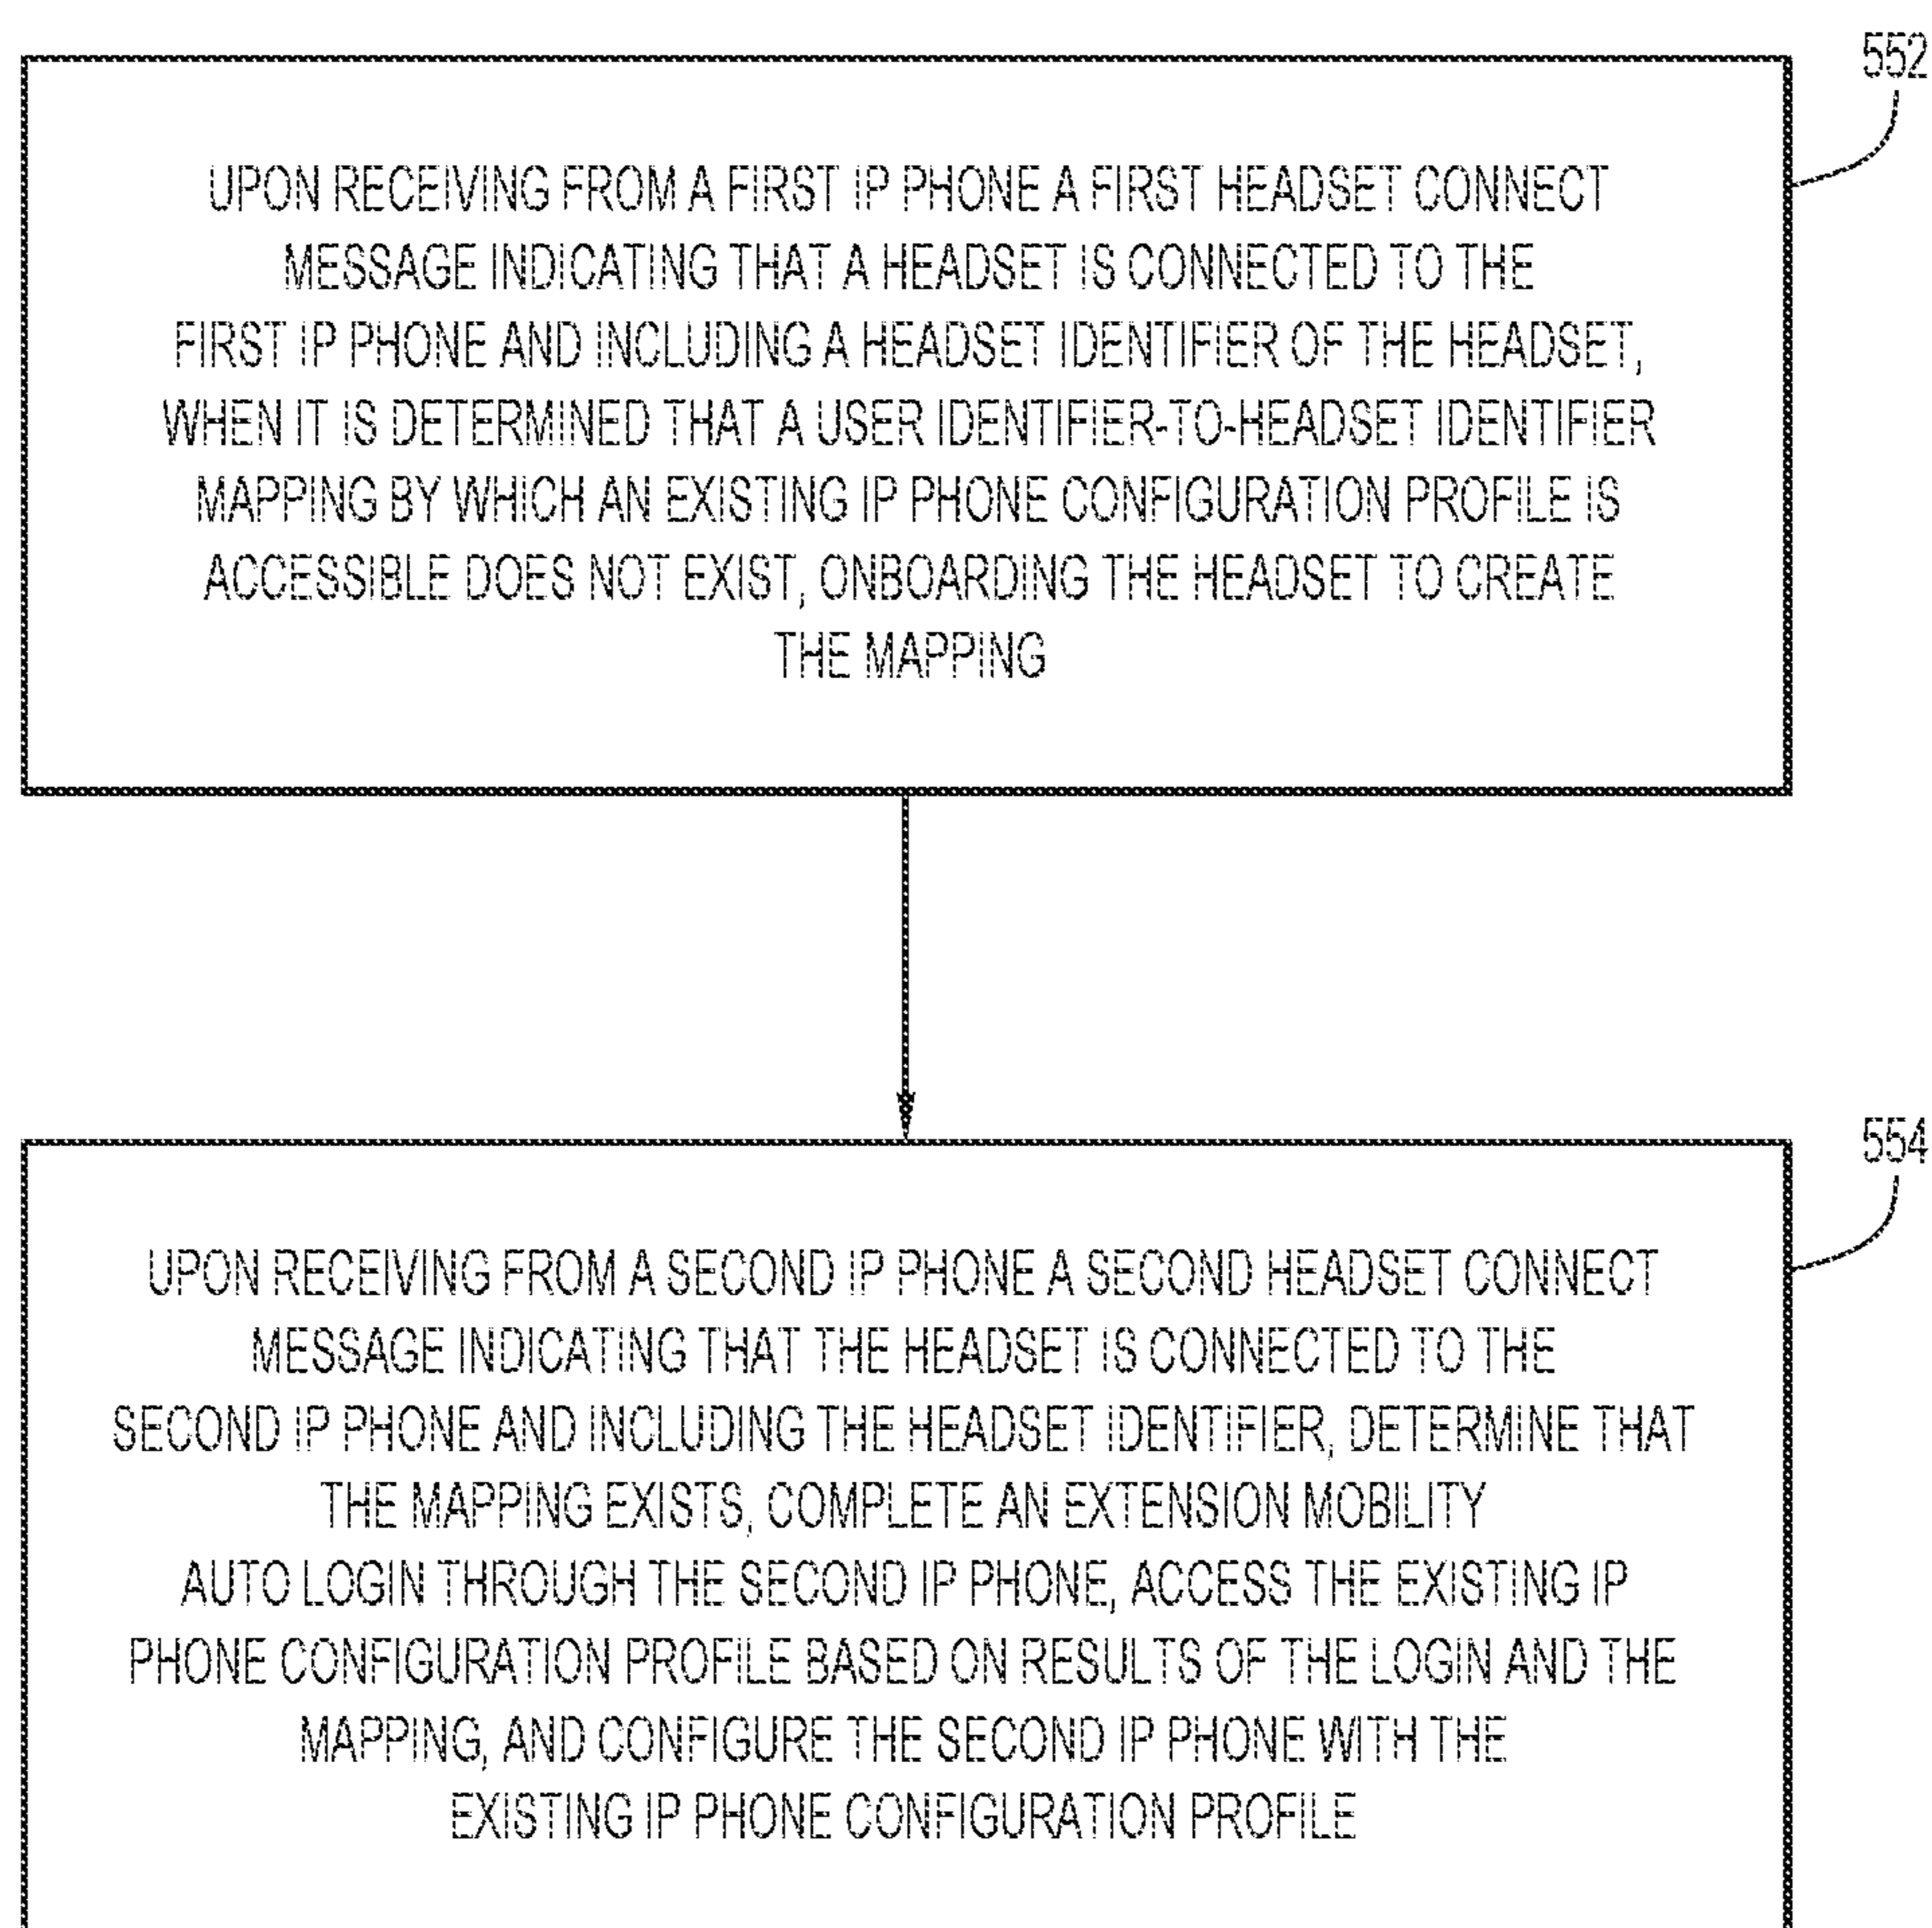 552
UPON RECEIVING FROM A FIRST IP PHONE A FIRST HEADSET CONNECT
MESSAGE INDICATING THAT A HEADSET IS CONNECTED TO THE
FIRST IP PHONE AND INCLUDING A HEADSET IDENTIFIER OF THE HEADSET,
WHEN IT IS DETERMINED THAT A USER IDENTIFIER-TO-HEADSET IDENTIFIER
MAPPING BY WHICH AN EXISTING IP PHONE CONFIGURATION PROFILE IS
ACCESSIBLE DOES NOT EXIST, ONBOARDING THE HEADSET TO CREATE
THE MAPPING
554
UPON RECEIVING FROM A SECOND IP PHONE A SECOND HEADSET CONNECT
MESSAGE INDICATING THAT THE HEADSET IS CONNECTED TO THE
SECOND IP PHONE AND INCLUDING THE HEADSET IDENTIFIER, DETERMINE THAT
THE MAPPING EXISTS, COMPLETE AN EXTENSION MOBILITY
AUTO LOGIN THROUGH THE SECOND IP PHONE, ACCESS THE EXISTING IP
PHONE CONFIGURATION PROFILE BASED ON RESULTS OF THE LOGIN AND THE
MAPPING, AND CONFIGURE THE SECOND IP PHONE WITH THE
EXISTING IP PHONE CONFIGURATION PROFILE